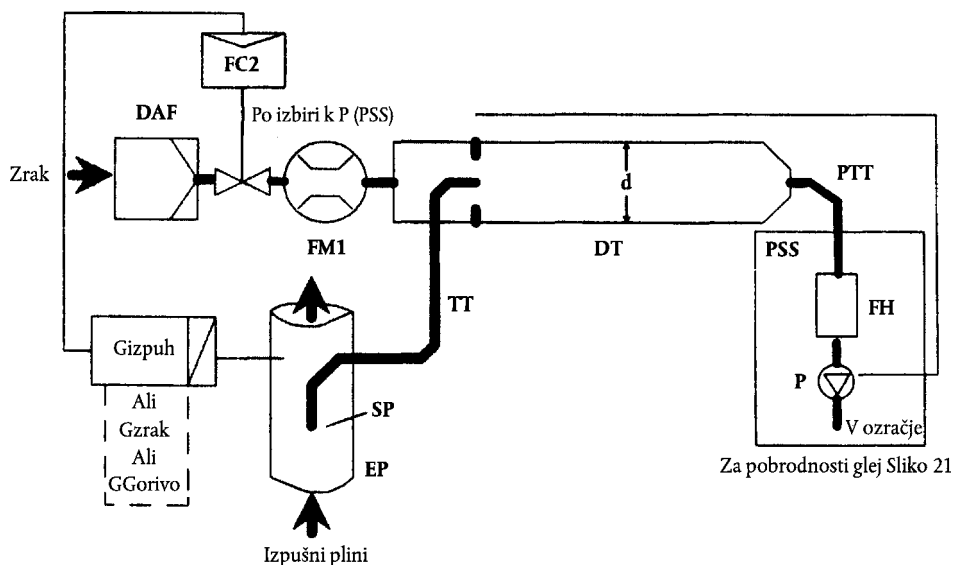 FC2
DAF
Po izbiri k P (PSS)
Zrak
d
PTT
FM1
DT
PSS
TT
FH
Gizpuh
P
Ali
Gzrak
Ali
GGorivo
SP
V ozračje
EP
Za pobrodnosti glej Sliko 21
Izpušni plini